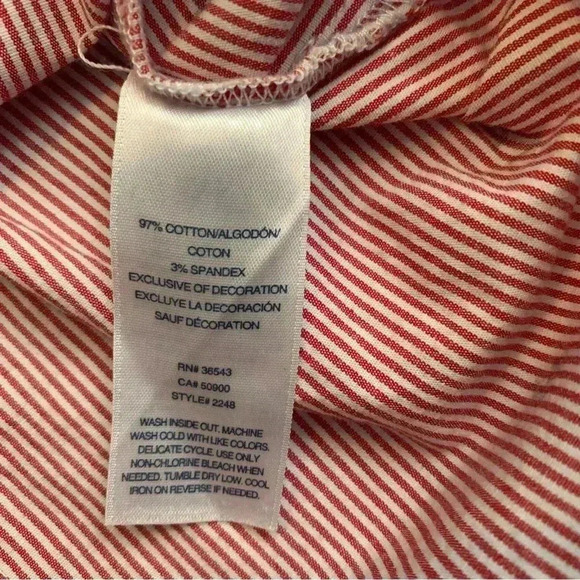 97% COTTON/ALGODÓN/
COTON
3% SPANDEX
EXCLUSIVE OF DECORATION
EXCLUYE LA DECORACIÓN
SAUF DÉCORATION
RN# 36543
CA# 50900
STYLE# 2248
WASH INSIDE OUT. MACHINE
WASH COLD WITH LIKE COLORS.
DELICATE CYCLE. USE ONLY
NON-CHLORINE BLEACH WHEN
NEEDED. TUMBLE DRY LOW. COOL
IRON ON REVERSE IF NEEDED.